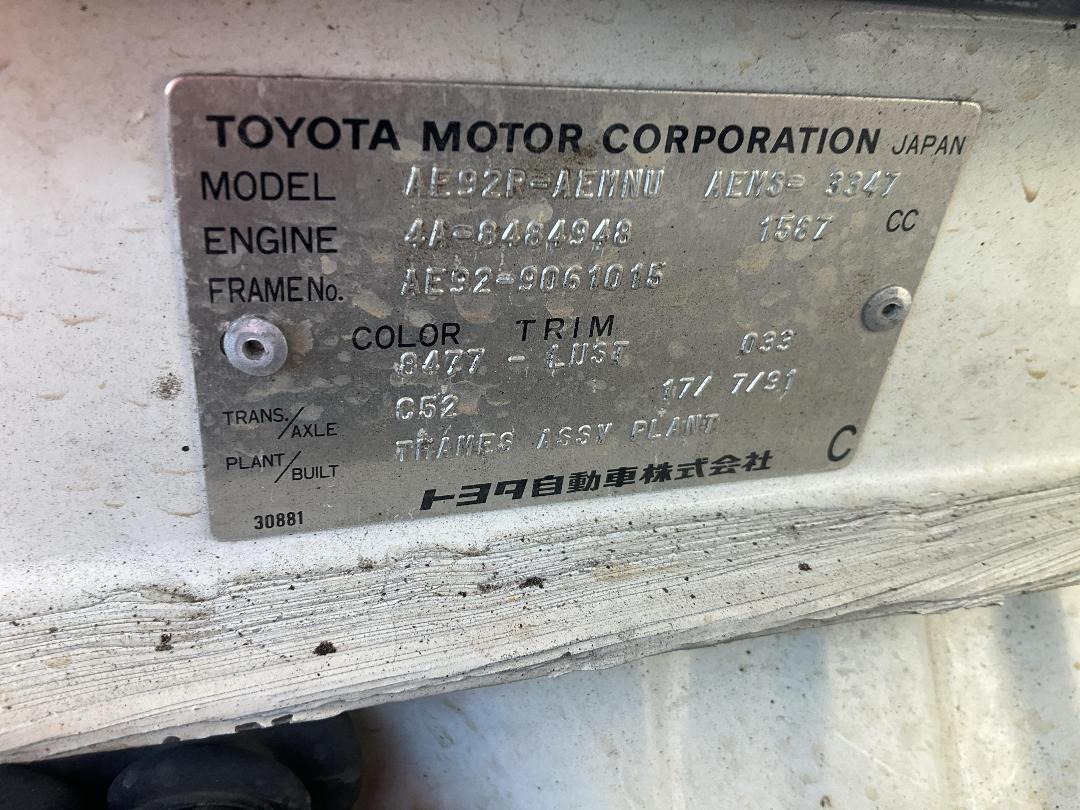 TOYOTA MOTOR CORPORATION JAPAN
MODEL AE92R-AEMNW AEMS- 3347
ENGINE 4A-8484948 1587 CC
FRAME No. AE92-9061015
COLOR TRIM
8477 - LUST 033
TRANS./AXLE C52 17/ 7/91
PLANT/BUILT THAMES ASSY PLANT
C
トヨタ自動車株式会社
30881